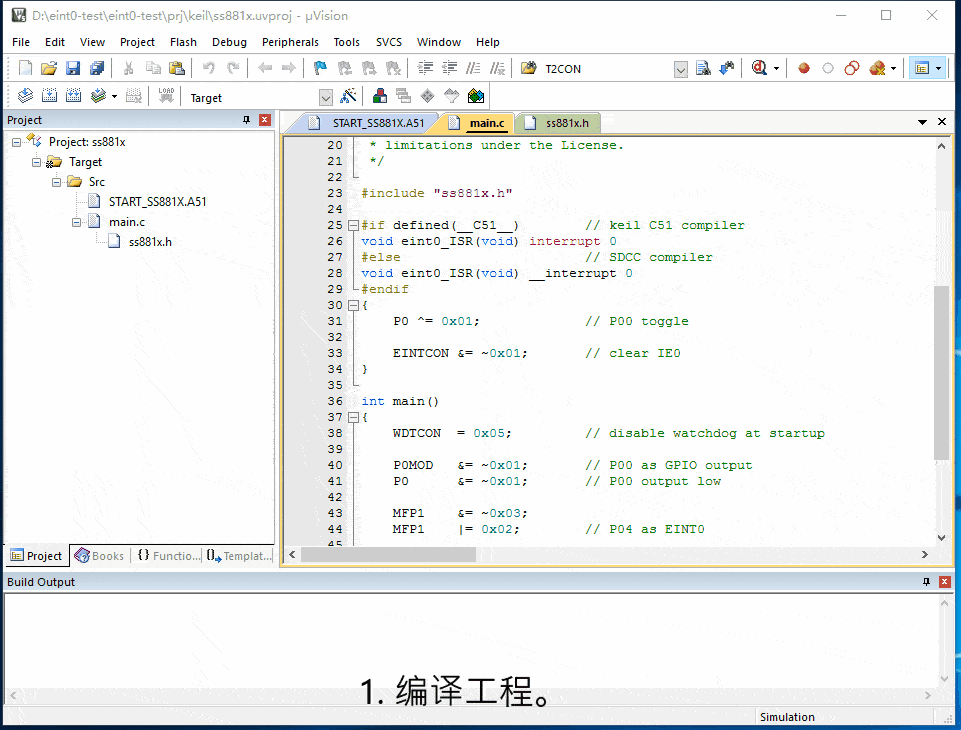 D:\eint0-test\eint0-test\prj\keil\ss881x.uvproj - µVision
File Edit View Project Flash Debug Peripherals Tools SVCS Window Help
T2CON
LOAD
Target
Project
START_SS881X.A51 main.c ss881x.h
Project: ss881x
Target
Src
START_SS881X.A51
main.c
ss881x.h
20 * limitations under the License.
21 */
22
23 #include "ss881x.h"
24
25 #if defined(__C51__) // keil C51 compiler
26 void eint0_ISR(void) interrupt 0
27 #else // SDCC compiler
28 void eint0_ISR(void) __interrupt 0
29 #endif
30 {
31 P0 ^= 0x01; // P00 toggle
32
33 EINTCON &= ~0x01; // clear IE0
34 }
35
36 int main()
37 {
38 WDTCON = 0x05; // disable watchdog at startup
39
40 P0MOD &= ~0x01; // P00 as GPIO output
41 P0 &= ~0x01; // P00 output low
42
43 MFP1 &= ~0x03;
44 MFP1 |= 0x02; // P04 as EINT0
45
Project Books {} Functio... Templat...
Build Output
1. 编译工程。
Simulation